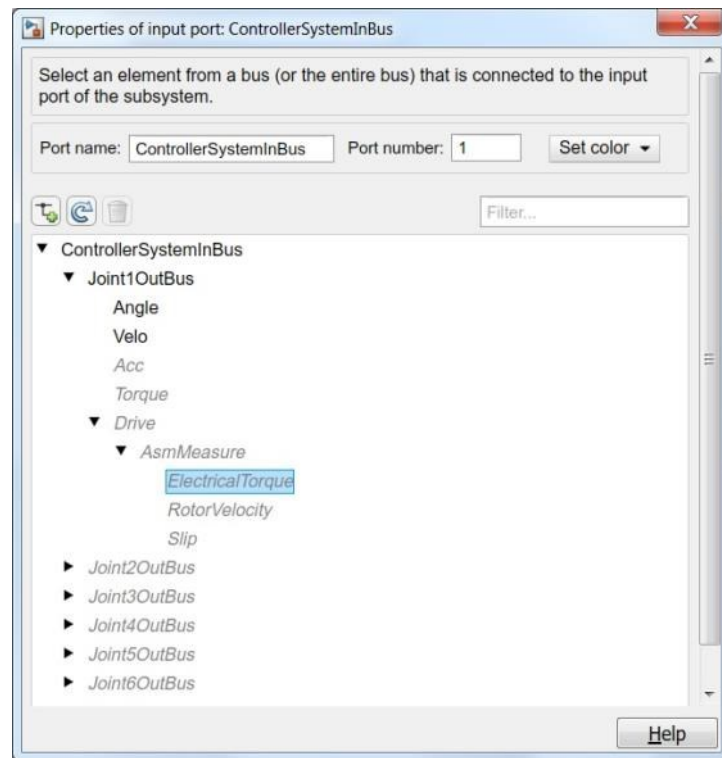 Properties of input port: ControllerSystemInBus
Select an element from a bus (or the entire bus) that is connected to the input
port of the subsystem.
Port name: ControllerSystemInBus Port number: 1 Set color
Filter...
ControllerSystemInBus
Joint1OutBus
Angle
Velo
Acc
Torque
Drive
AsmMeasure
ElectricalTorque
RotorVelocity
Slip
Joint2OutBus
Joint3OutBus
Joint4OutBus
Joint5OutBus
Joint6OutBus
Help